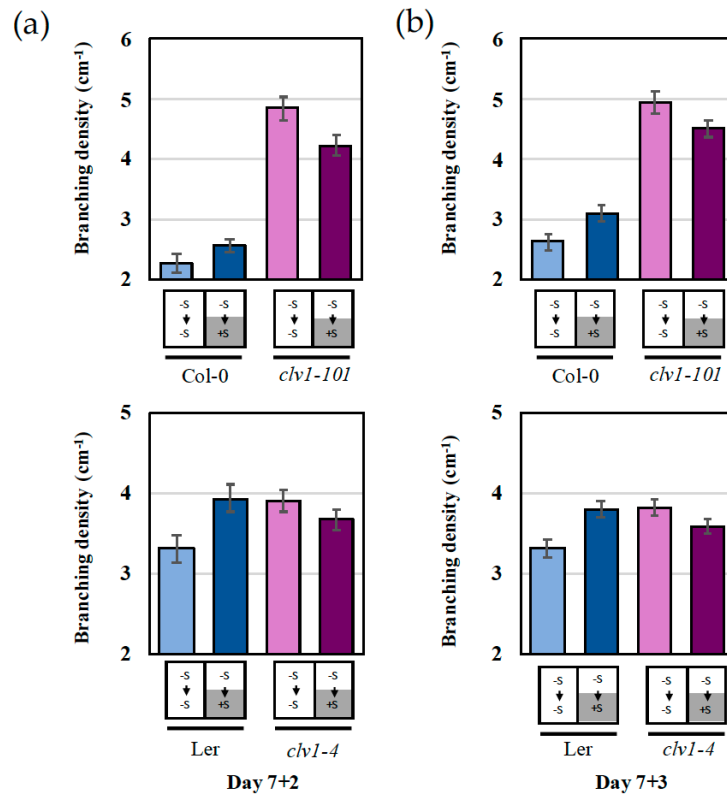 (a)
(b)
Branching density (cm⁻¹)
6
5
4
3
2
-S -S -S -S
-S +S -S +S
Col-0 clv1-101
Branching density (cm⁻¹)
6
5
4
3
2
-S -S -S -S
-S +S -S +S
Col-0 clv1-101
Branching density (cm⁻¹)
5
4
3
2
-S -S -S -S
-S +S -S +S
Ler clv1-4
Day 7+2
Branching density (cm⁻¹)
5
4
3
2
-S -S -S -S
-S +S -S +S
Ler clv1-4
Day 7+3